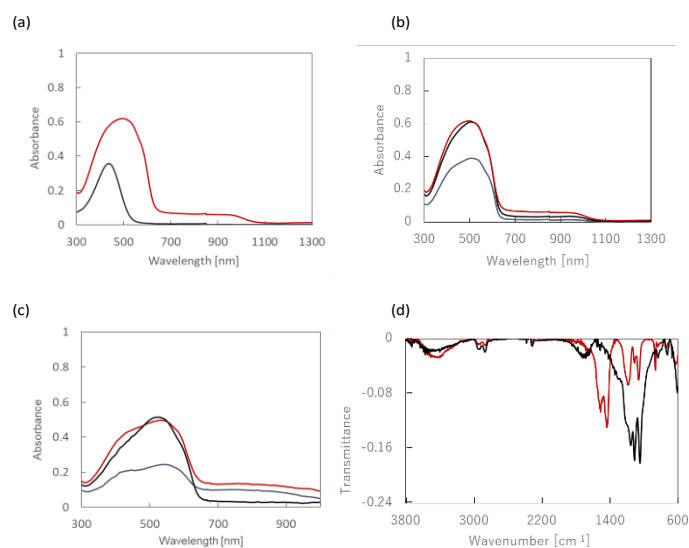 (a)
(b)
1
0.8
0.6
0.4
0.2
0
Absorbance
300 500 700 900 1100 1300
Wavelength [nm]
1
0.8
0.6
0.4
0.2
0
Absorbance
300 500 700 900 1100 1300
Wavelength [nm]
(c)
(d)
1
0.8
0.6
0.4
0.2
0
Absorbance
300 500 700 900
Wavelength [nm]
0
-0.08
-0.16
-0.24
Transmittance
3800 3000 2200 1400 600
Wavenumber [cm⁻¹]